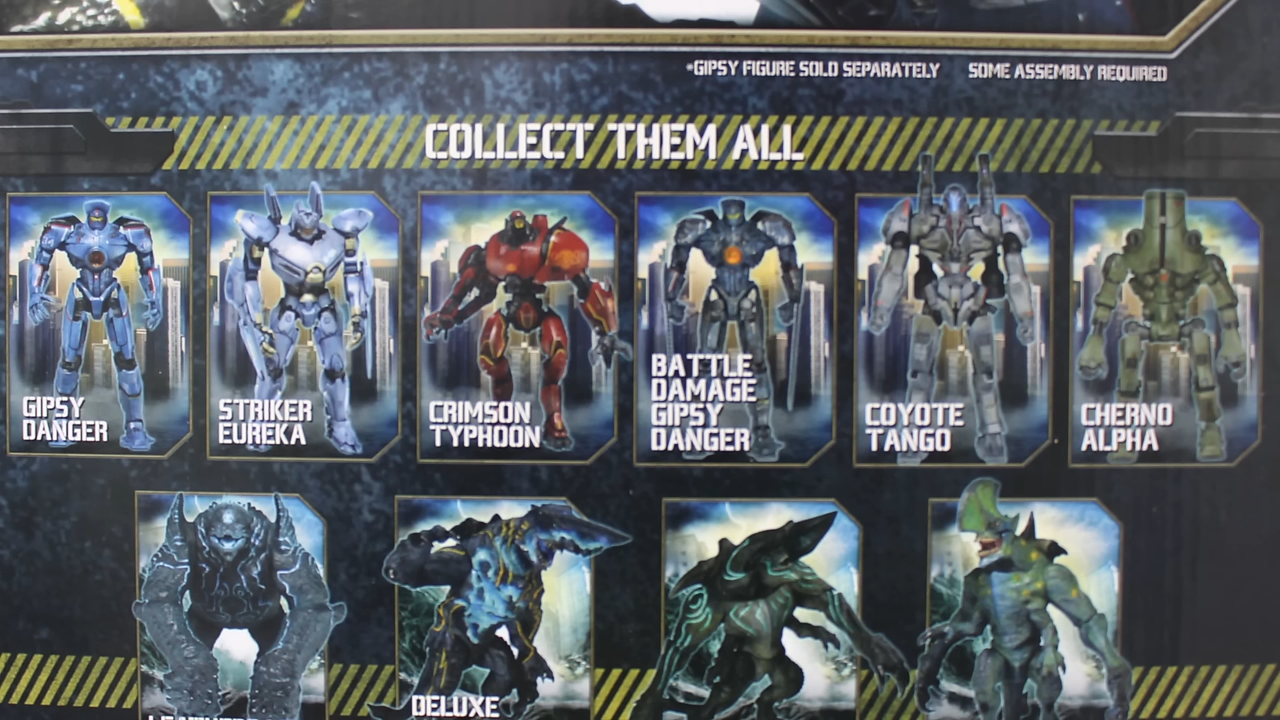 *GIPSY FIGURE SOLD SEPARATELY SOME ASSEMBLY REQUIRED
COLLECT THEM ALL
GIPSY
DANGER
STRIKER
EUREKA
CRIMSON
TYPHOON
BATTLE
DAMAGE
GIPSY
DANGER
COYOTE
TANGO
CHERNO
ALPHA
DELUXE